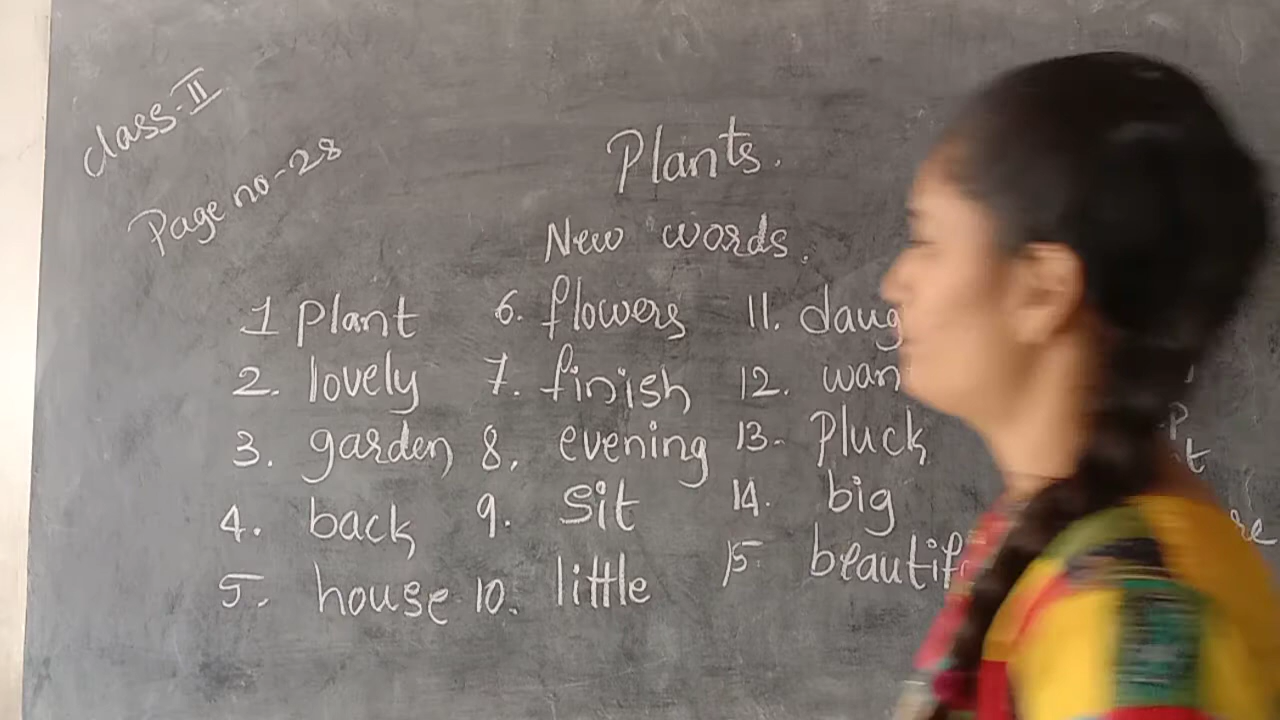 class-II
Page no-28
Plants.
New words.
1 plant 6. flowers 11.
2. lovely 7. finish 12.
3. garden 8. evening 13- Pluck
4. back 9. sit 14. big
5. house 10. little 15.